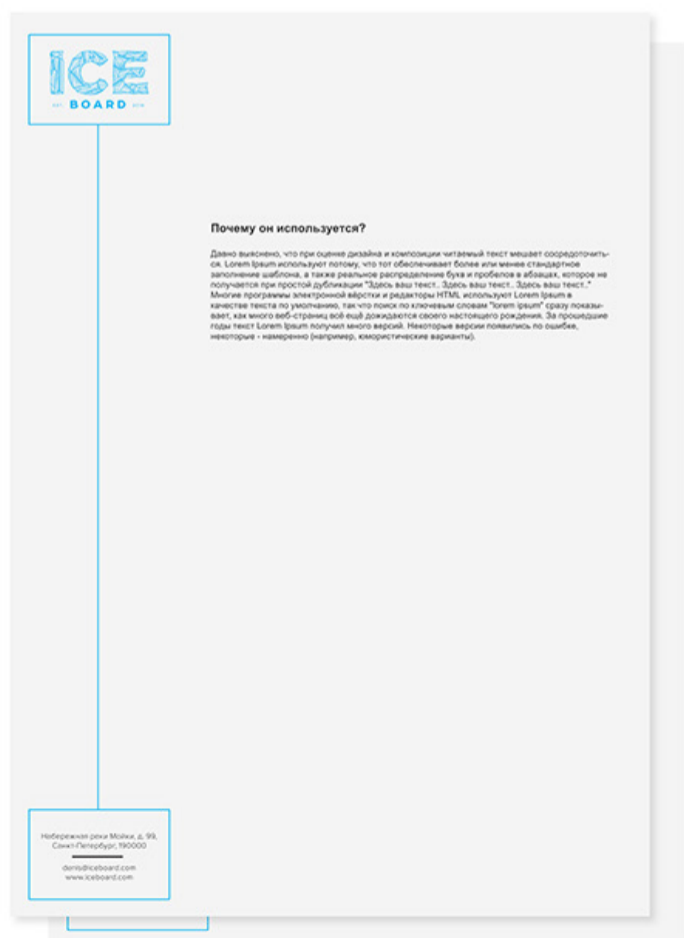 ICE
BOARD
Почему он используется?
Давно выяснено, что при оценке дизайна и композиции читаемый текст мешает сосредоточить-
ся. Lorem Ipsum используют потому, что тот обеспечивает более или менее стандартное
заполнение шаблона, а также реальное распределение букв и пробелов в абзацах, которое не
получается при простой дубликации "Здесь ваш текст.. Здесь ваш текст.. Здесь ваш текст.."
Многие программы электронной вёрстки и редакторы HTML используют Lorem Ipsum в
качестве текста по умолчанию, так что поиск по ключевым словам "lorem ipsum" сразу показы-
вает, как много веб-страниц всё ещё дожидаются своего настоящего рождения. За прошедшие
годы текст Lorem Ipsum получил много версий. Некоторые версии появились по ошибке,
некоторые - намеренно (например, юмористические варианты).
Набережная реки Мойки, д. 99,
Санкт-Петербург, 190000
denis@iceboard.com
www.iceboard.com